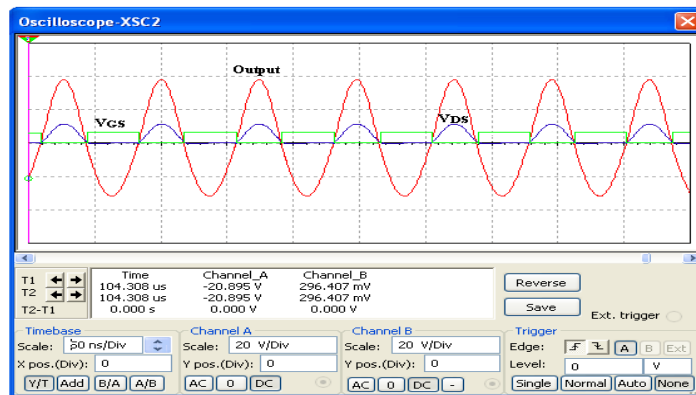 Oscilloscope-XSC2
Output
VGS
VDS
Time Channel_A Channel_B
T1 104.308 us -20.895 V 296.407 mV
T2 104.308 us -20.895 V 296.407 mV
T2-T1 0.000 s 0.000 V 0.000 V
Reverse
Save
Ext. trigger
Timebase
Scale: 50 ns/Div
X pos.(Div): 0
Y/T Add B/A A/B
Channel A
Scale: 20 V/Div
Y pos.(Div): 0
AC 0 DC
Channel B
Scale: 20 V/Div
Y pos.(Div): 0
AC 0 DC -
Trigger
Edge: A B Ext
Level: 0 V
Single Normal Auto None